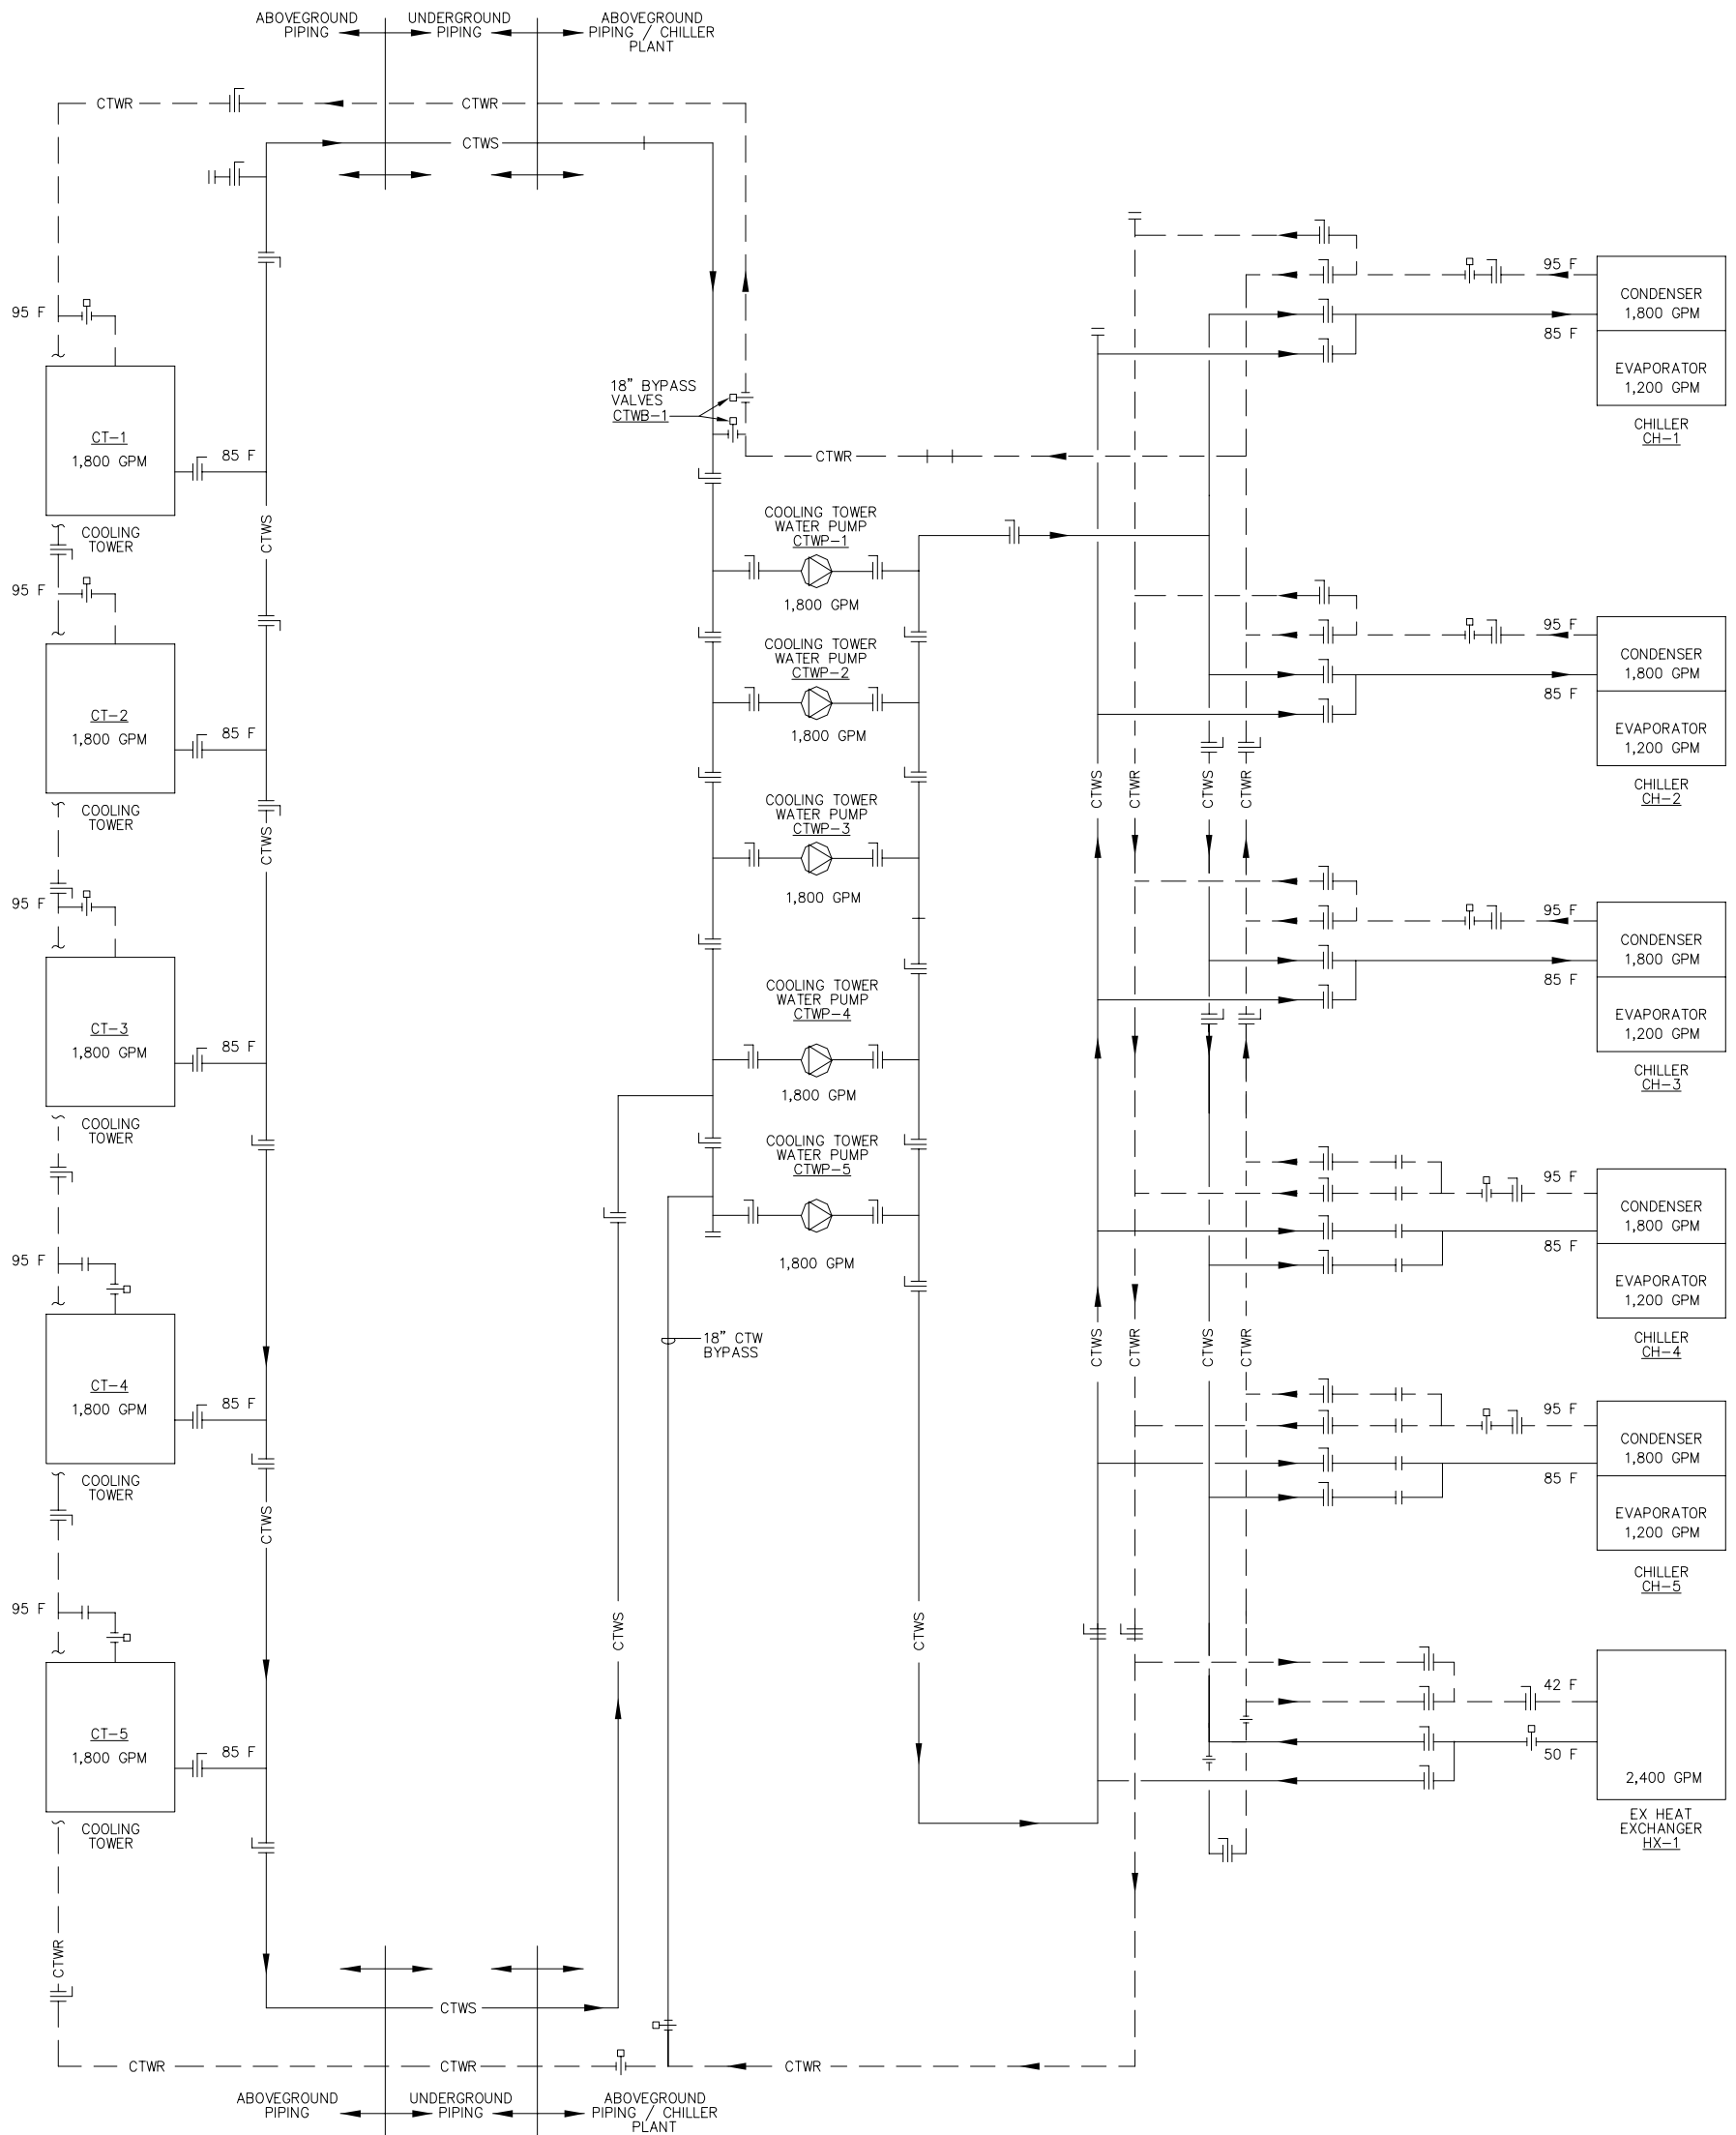 ABOVEGROUND
PIPING
UNDERGROUND
PIPING
ABOVEGROUND
PIPING / CHILLER
PLANT
CTWR
CTWR
CTWS
95 F
CT-1
1,800 GPM
85 F
COOLING
TOWER
CTWS
95 F
CT-2
1,800 GPM
85 F
COOLING
TOWER
CTWS
95 F
CT-3
1,800 GPM
85 F
COOLING
TOWER
95 F
CT-4
1,800 GPM
85 F
COOLING
TOWER
CTWS
95 F
CT-5
1,800 GPM
85 F
COOLING
TOWER
CTWR
18" BYPASS
VALVES
CTWB-1
CTWR
COOLING TOWER
WATER PUMP
CTWP-1
1,800 GPM
COOLING TOWER
WATER PUMP
CTWP-2
1,800 GPM
COOLING TOWER
WATER PUMP
CTWP-3
1,800 GPM
COOLING TOWER
WATER PUMP
CTWP-4
1,800 GPM
COOLING TOWER
WATER PUMP
CTWP-5
1,800 GPM
18" CTW
BYPASS
CTWS
CTWS
CTWS
CTWR
CTWS
CTWR
CTWS
CTWR
CTWS
CTWR
95 F
CONDENSER
1,800 GPM
85 F
EVAPORATOR
1,200 GPM
CHILLER
CH-1
95 F
CONDENSER
1,800 GPM
85 F
EVAPORATOR
1,200 GPM
CHILLER
CH-2
95 F
CONDENSER
1,800 GPM
85 F
EVAPORATOR
1,200 GPM
CHILLER
CH-3
95 F
CONDENSER
1,800 GPM
85 F
EVAPORATOR
1,200 GPM
CHILLER
CH-4
95 F
CONDENSER
1,800 GPM
85 F
EVAPORATOR
1,200 GPM
CHILLER
CH-5
42 F
50 F
2,400 GPM
EX HEAT
EXCHANGER
HX-1
CTWS
CTWR
CTWR
CTWR
ABOVEGROUND
PIPING
UNDERGROUND
PIPING
ABOVEGROUND
PIPING / CHILLER
PLANT